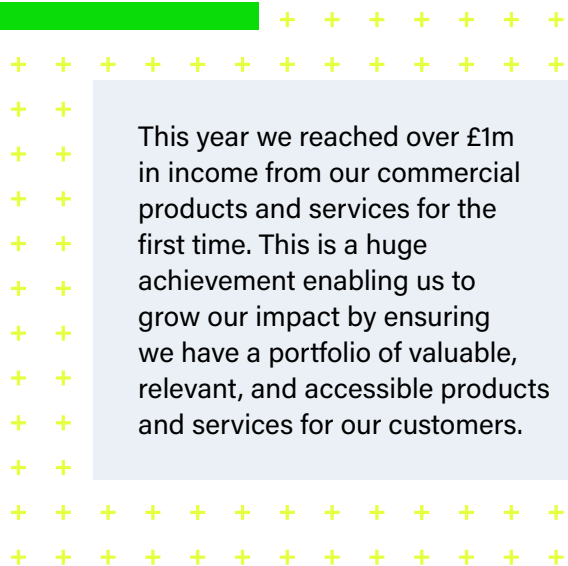 This year we reached over £1m
in income from our commercial
products and services for the
first time. This is a huge
achievement enabling us to
grow our impact by ensuring
we have a portfolio of valuable,
relevant, and accessible products
and services for our customers.